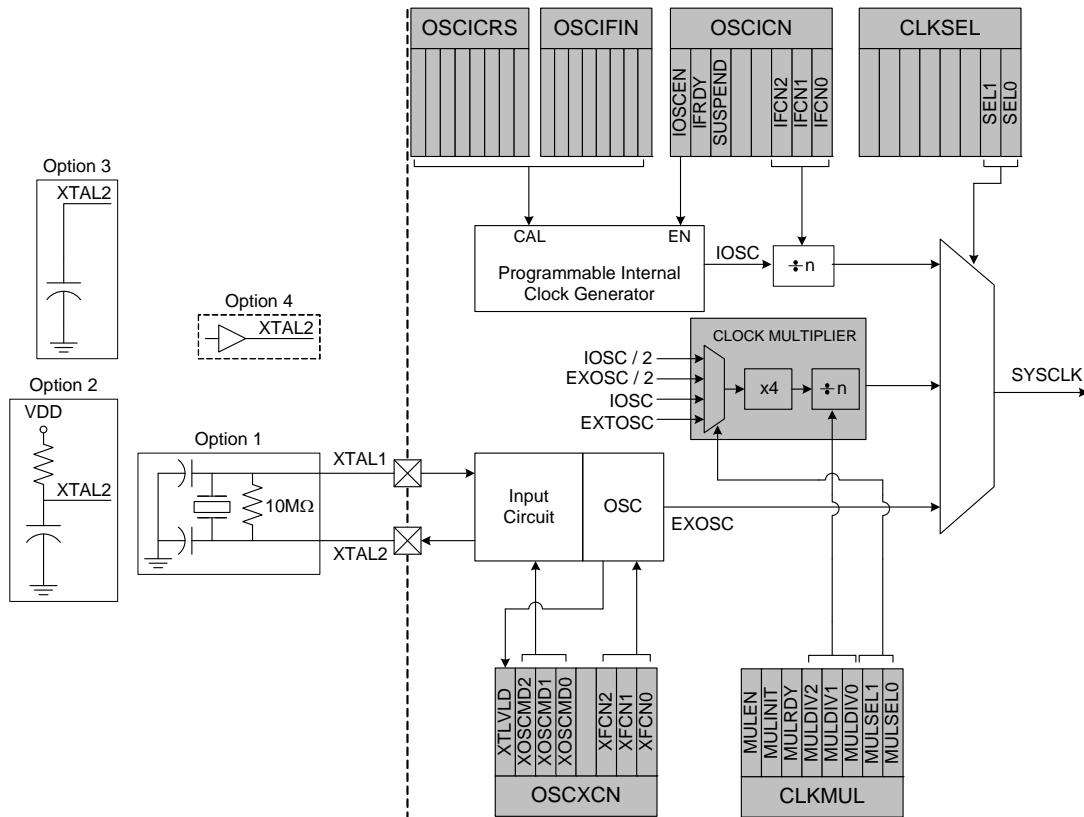 OSCICRS
OSCIFIN
OSCICN
CLKSEL
IOSCEN
IFRDY
SUSPEND
IFCN2
IFCN1
IFCN0
SEL1
SEL0
Option 3
XTAL2
Option 4
XTAL2
Option 2
VDD
XTAL2
Option 1
10MΩ
XTAL1
XTAL2
CAL
EN
Programmable Internal
Clock Generator
IOSC
÷n
CLOCK MULTIPLIER
IOSC / 2
EXOSC / 2
IOSC
EXTOSC
x4
÷n
SYSCLK
Input
Circuit
OSC
EXOSC
XTLVLD
XOSCMD2
XOSCMD1
XOSCMD0
XFCN2
XFCN1
XFCN0
OSCXCN
MULEN
MULINIT
MULRDY
MULDIV2
MULDIV1
MULDIV0
MULSEL1
MULSEL0
CLKMUL